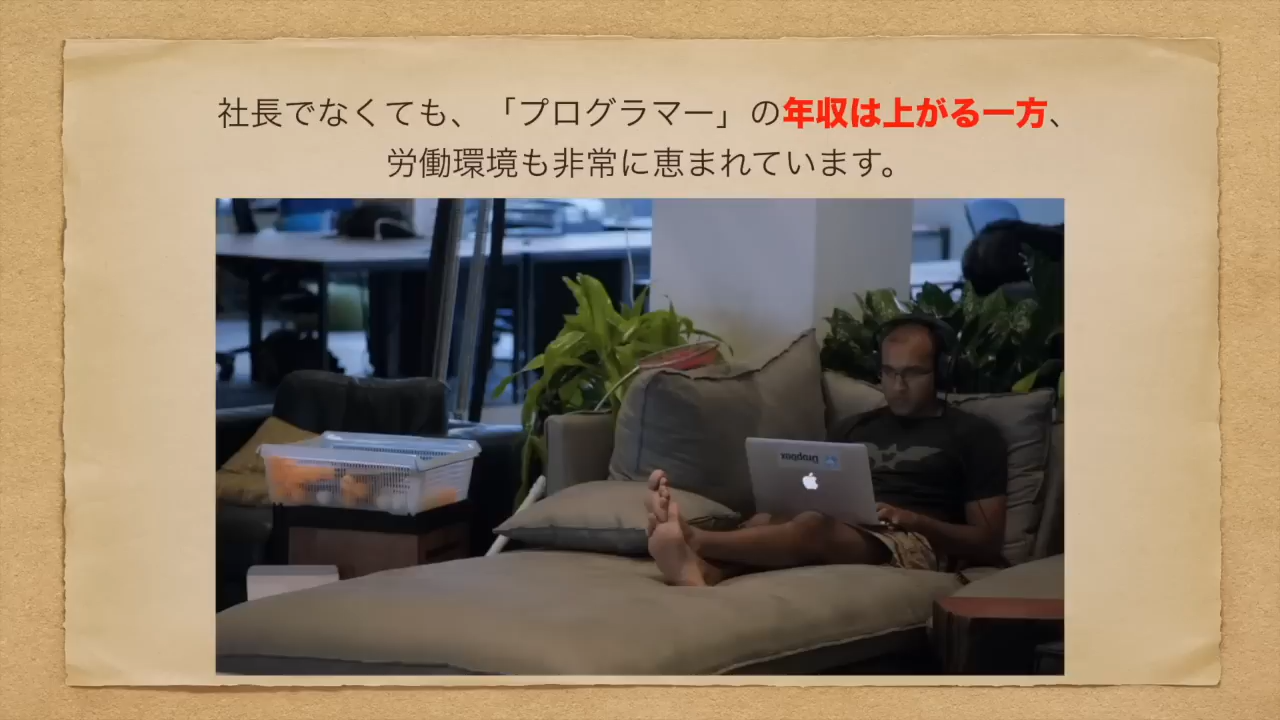 社長でなくても、「プログラマー」の年収は上がる一方、
労働環境も非常に恵まれています。
Dropbox